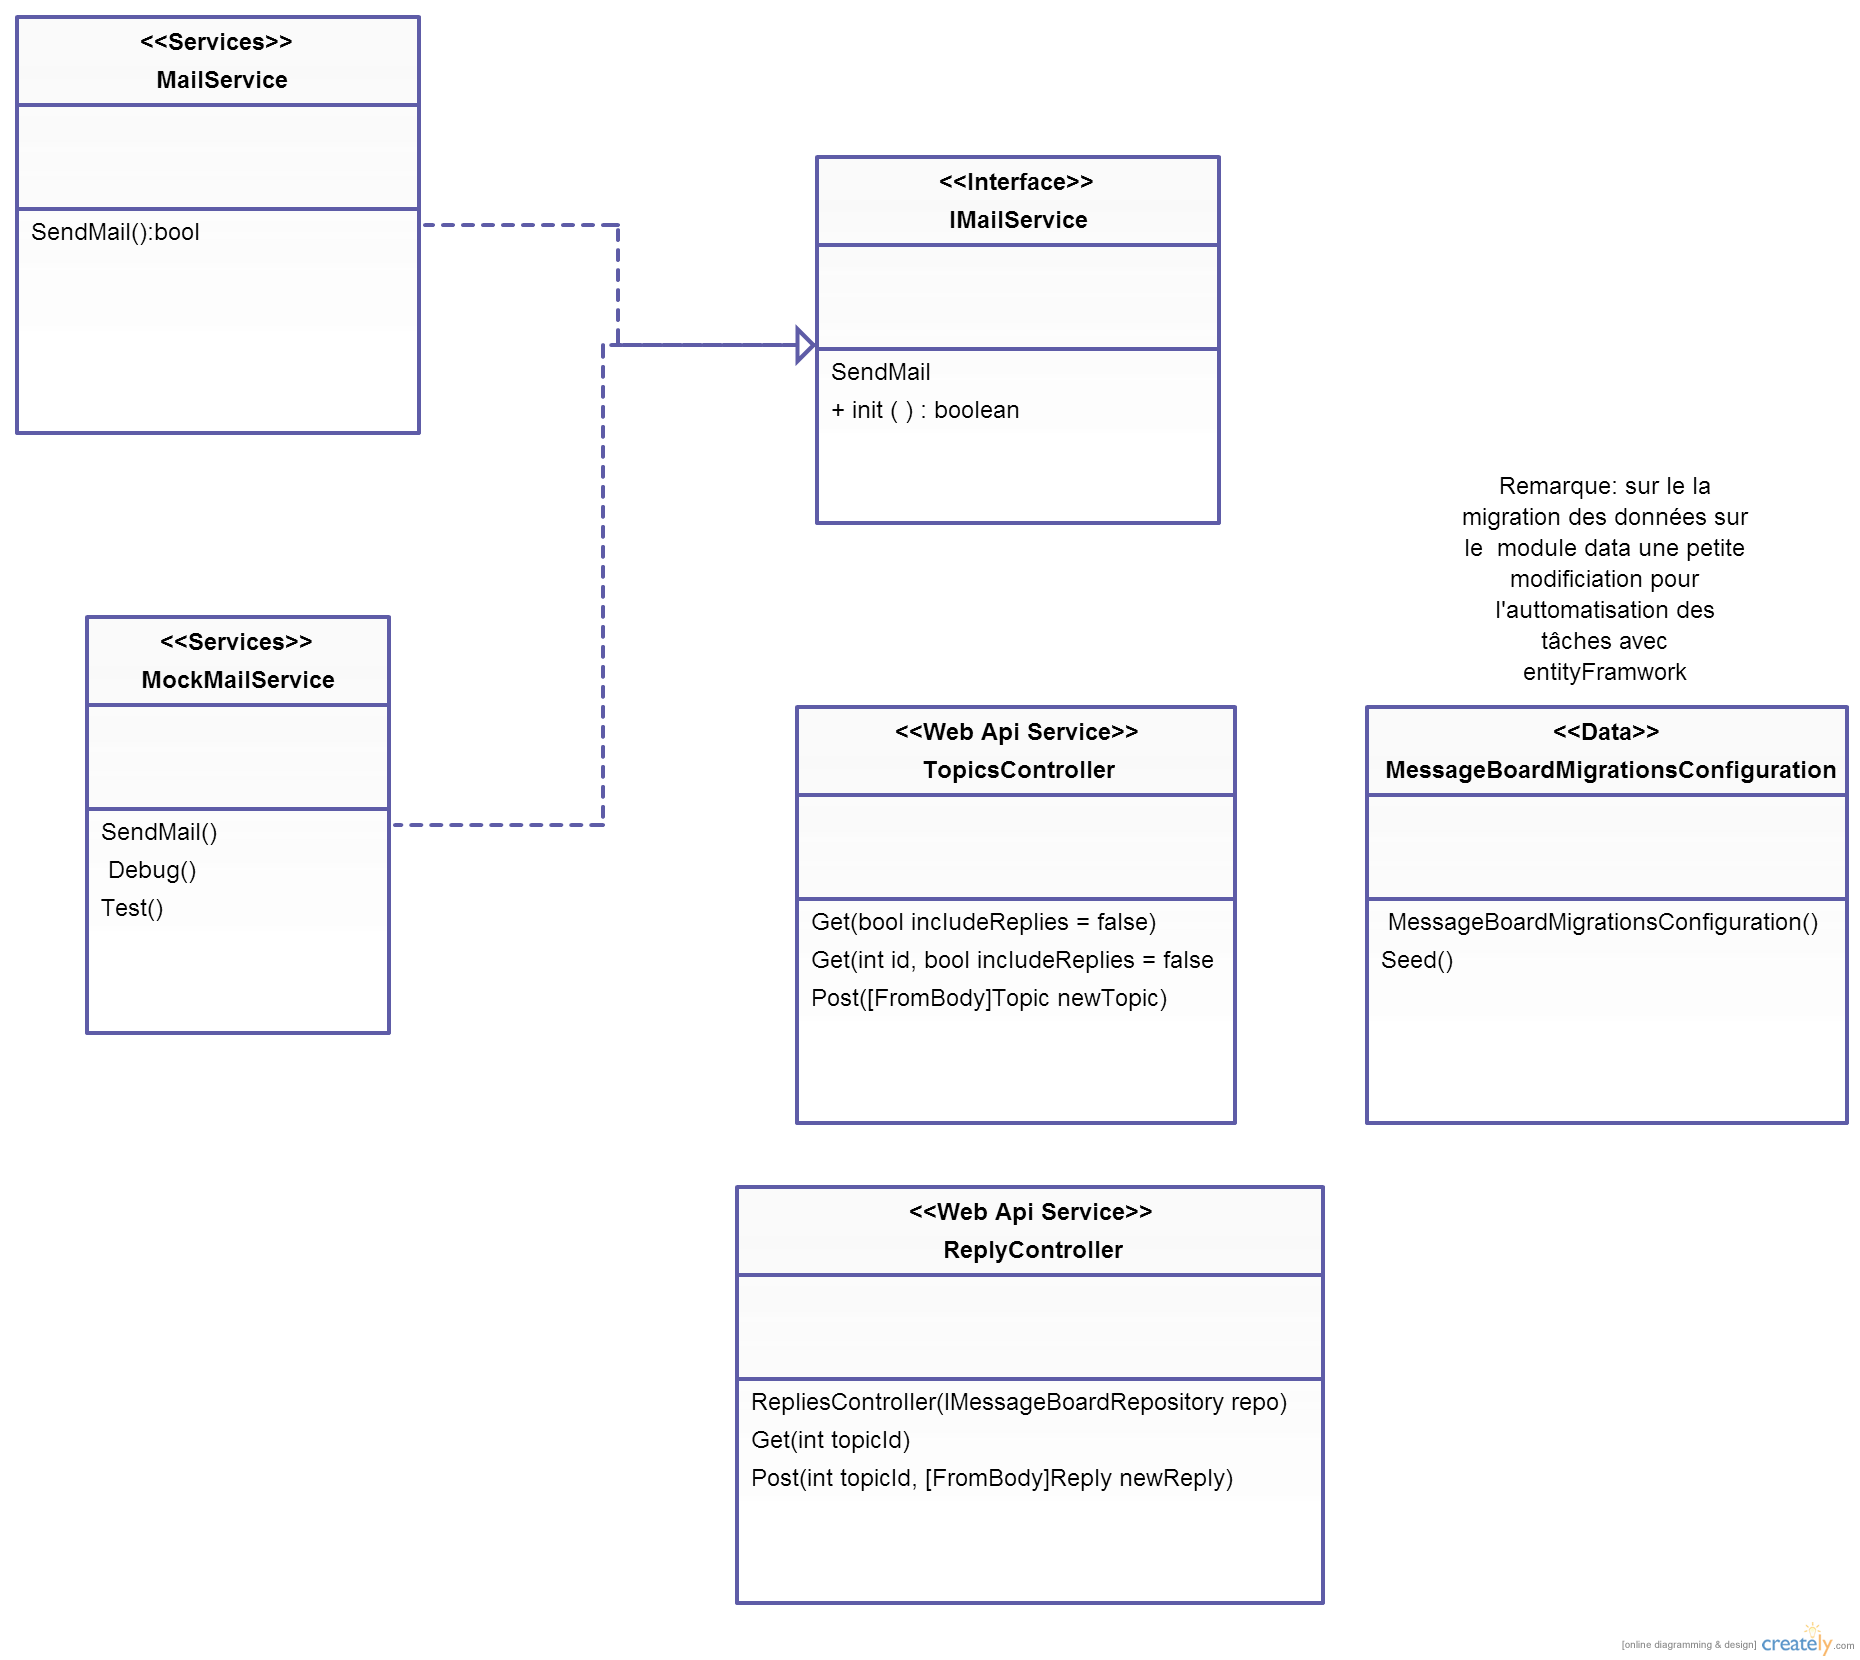 <<Services>>
MailService
SendMail():bool
<<Interface>>
IMailService
SendMail
+ init ( ) : boolean
Remarque: sur le la
migration des données sur
le  module data une petite
modificiation pour
l'auttomatisation des
tâches avec
entityFramwork
<<Services>>
MockMailService
SendMail()
Debug()
Test()
<<Web Api Service>>
TopicsController
Get(bool includeReplies = false)
Get(int id, bool includeReplies = false
Post([FromBody]Topic newTopic)
<<Data>>
MessageBoardMigrationsConfiguration
MessageBoardMigrationsConfiguration()
Seed()
<<Web Api Service>>
ReplyController
RepliesController(IMessageBoardRepository repo)
Get(int topicId)
Post(int topicId, [FromBody]Reply newReply)
[online diagramming & design] creately.com